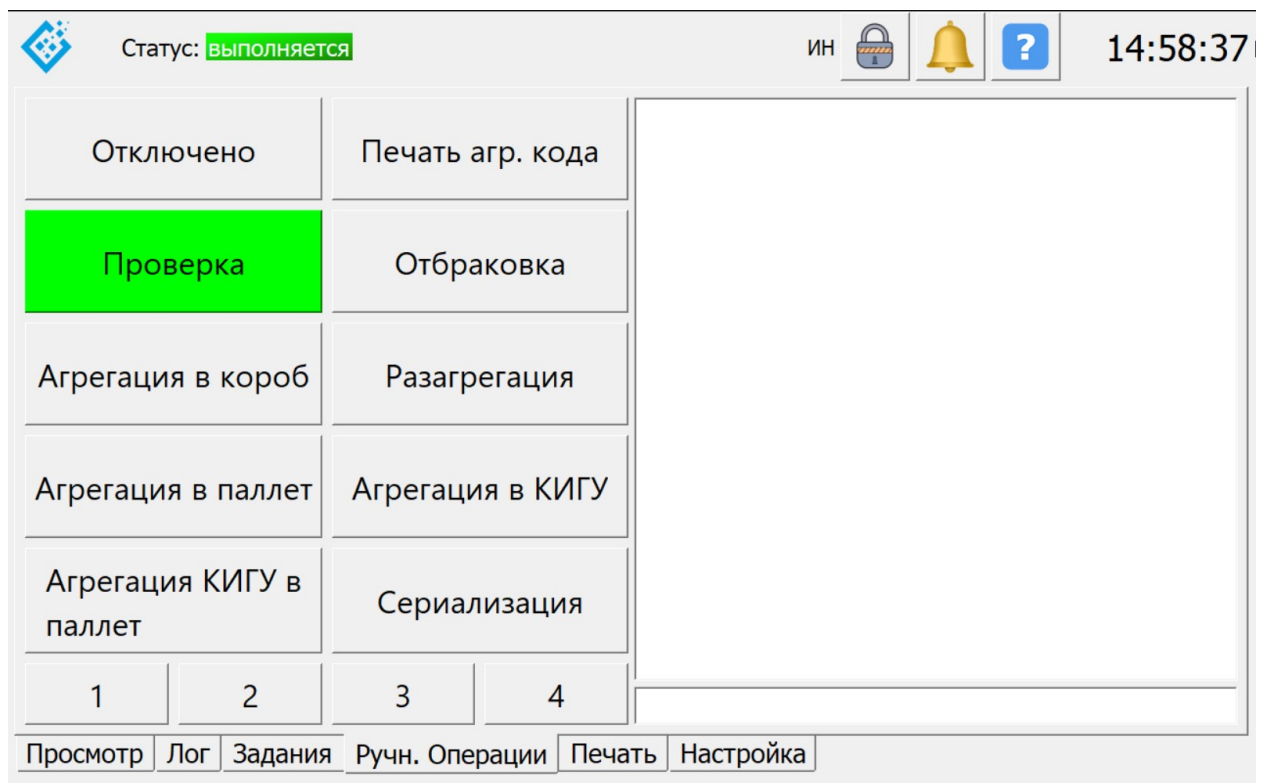 Статус: выполняется
ИН
?
14:58:37
Отключено
Печать агр. кода
Проверка
Отбраковка
Агрегация в короб
Разагрегация
Агрегация в паллет
Агрегация в КИГУ
Агрегация КИГУ в
паллет
Сериализация
1 2 3 4
Просмотр Лог Задания Ручн. Операции Печать Настройка